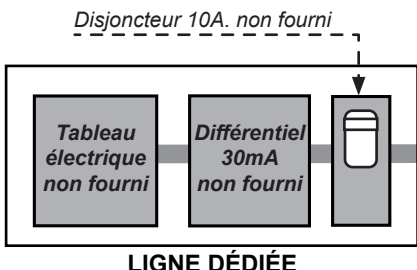 Disjoncteur 10A. non fourni
Tableau
électrique
non fourni
Différentiel
30mA
non fourni
LIGNE DÉDIÉE